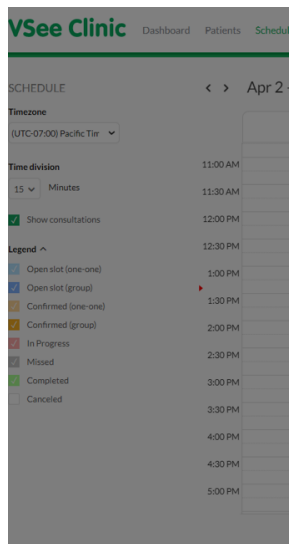 VSee Clinic Dashboard Patients Schedul
SCHEDULE < > Apr 2 -
Timezone
(UTC-07:00) Pacific Tim
Time division
15 Minutes
Show consultations
Legend
Open slot (one-one)
Open slot (group)
Confirmed (one-one)
Confirmed (group)
In Progress
Missed
Completed
Canceled
11:00 AM
11:30 AM
12:00 PM
12:30 PM
1:00 PM
1:30 PM
2:00 PM
2:30 PM
3:00 PM
3:30 PM
4:00 PM
4:30 PM
5:00 PM